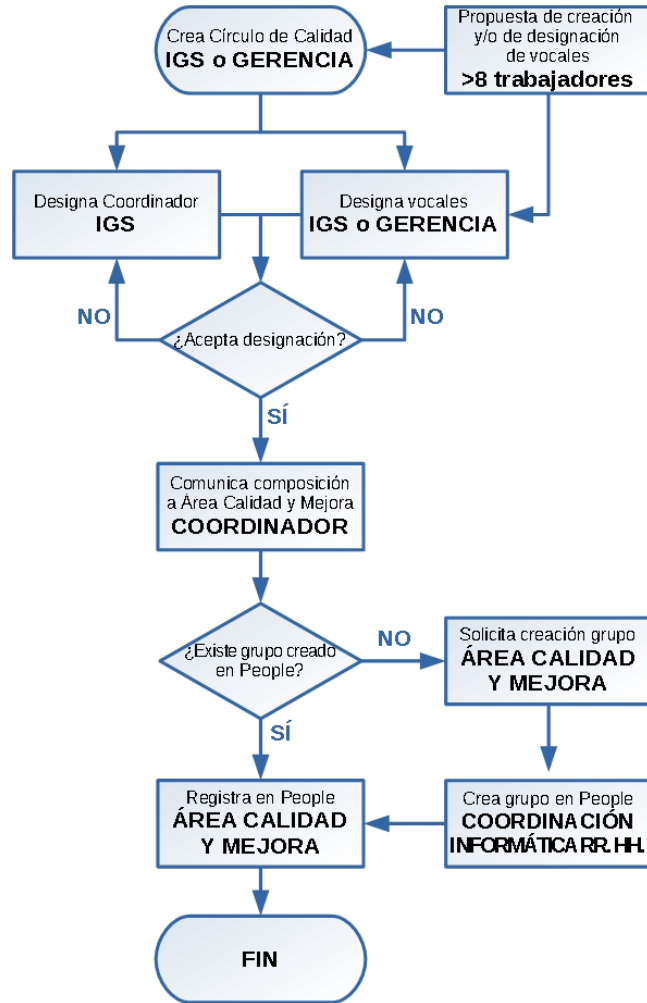 Crea Círculo de Calidad
IGS o GERENCIA
Propuesta de creación
y/o de designación
de vocales
>8 trabajadores
Designa Coordinador
IGS
Designa vocales
IGS o GERENCIA
NO
NO
¿Acepta designación?
SÍ
Comunica composición
a Área Calidad y Mejora
COORDINADOR
¿Existe grupo creado
en People?
NO
Solicita creación grupo
ÁREA CALIDAD
Y MEJORA
SÍ
Registra en People
ÁREA CALIDAD
Y MEJORA
Crea grupo en People
COORDINACIÓN
INFORMÁTICA RR. HH.
FIN